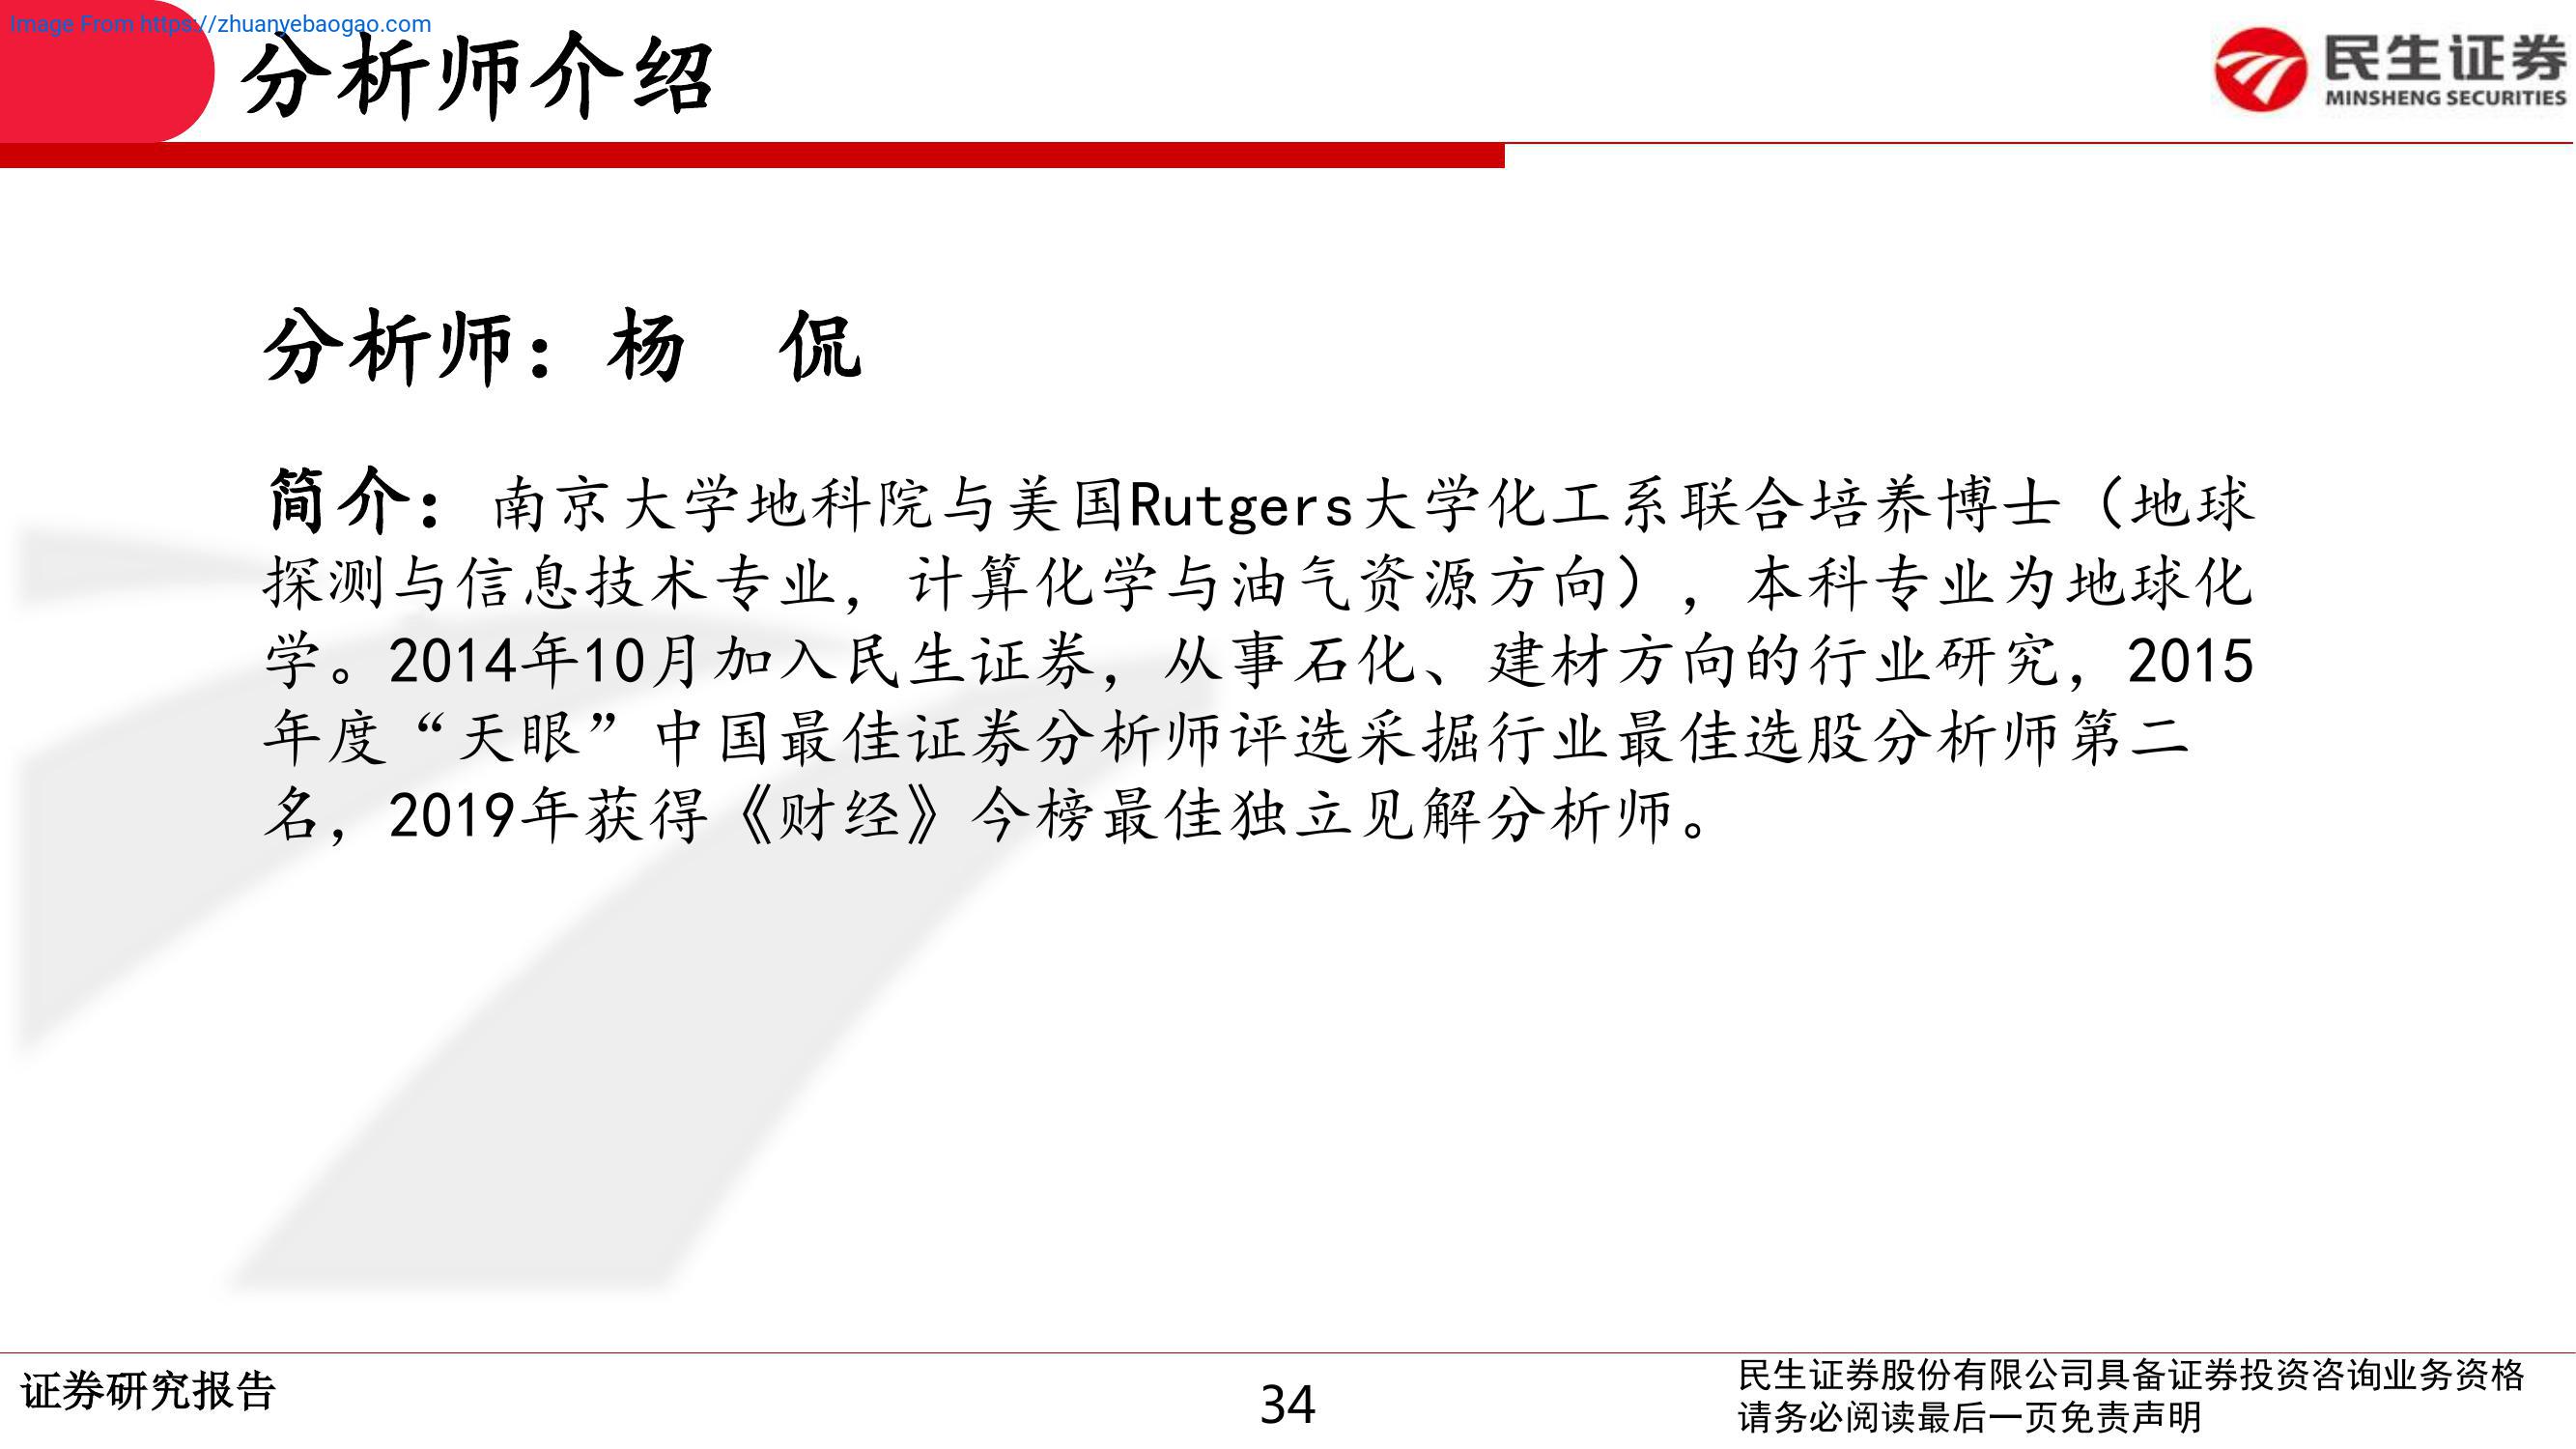 Image From https://zhuanyebaogao.com
分析师介绍
民生证券
MINSHENG SECURITIES
分析师：杨 侃
简介：南京大学地科院与美国Rutgers大学化工系联合培养博士（地球
探测与信息技术专业，计算化学与油气资源方向），本科专业为地球化
学。2014年10月加入民生证券，从事石化、建材方向的行业研究，2015
年度“天眼”中国最佳证券分析师评选采掘行业最佳选股分析师第二
名，2019年获得《财经》今榜最佳独立见解分析师。
证券研究报告
34
民生证券股份有限公司具备证券投资咨询业务资格
请务必阅读最后一页免责声明